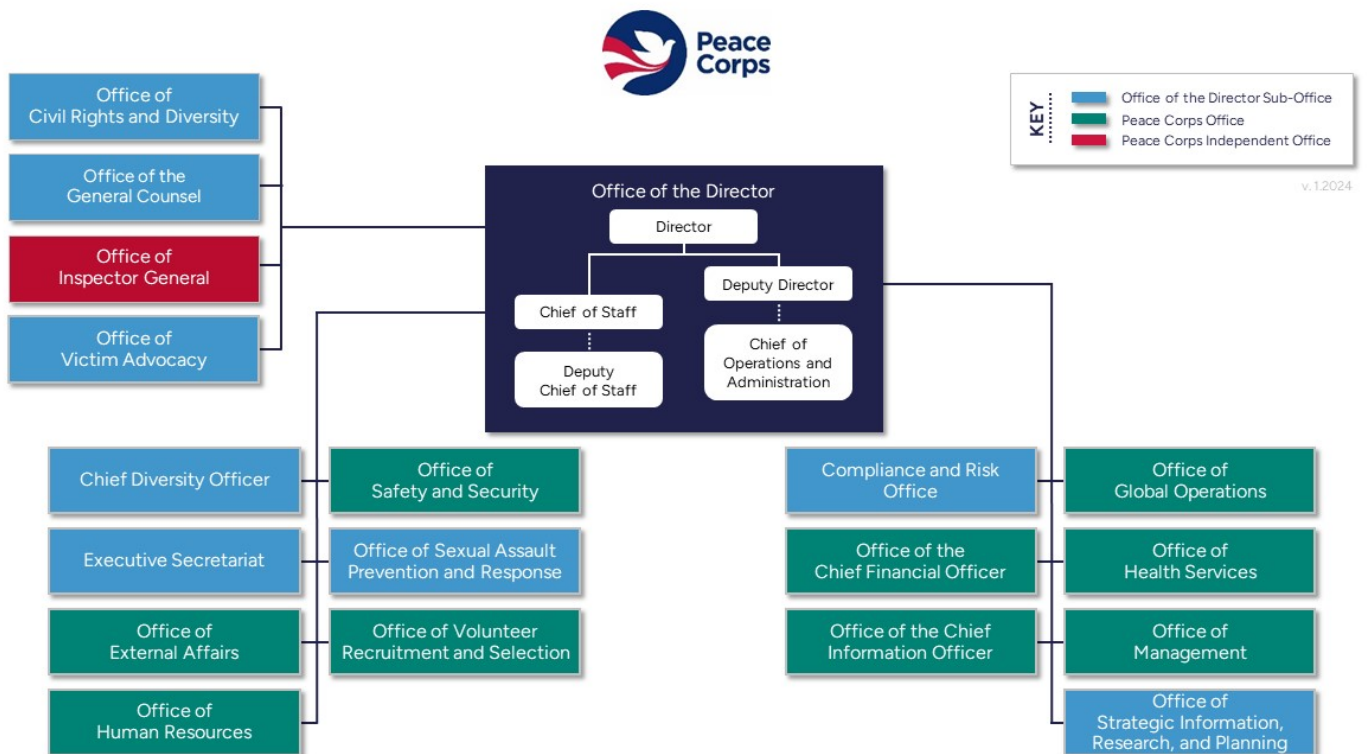 Peace
Corps
Office of
Civil Rights and Diversity
Office of the
General Counsel
Office of
Inspector General
Office of
Victim Advocacy
KEY
Office of the Director Sub-Office
Peace Corps Office
Peace Corps Independent Office
v.1.2024
Office of the Director
Director
Chief of Staff
Deputy
Chief of Staff
Deputy Director
Chief of
Operations and
Administration
Chief Diversity Officer
Office of
Safety and Security
Executive Secretariat
Office of Sexual Assault
Prevention and Response
Office of
External Affairs
Office of Volunteer
Recruitment and Selection
Office of
Human Resources
Compliance and Risk
Office
Office of
Global Operations
Office of the
Chief Financial Officer
Office of
Health Services
Office of the Chief
Information Officer
Office of
Management
Office of
Strategic Information,
Research, and Planning